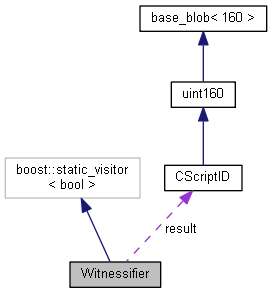 base_blob< 160 >
uint160
boost::static_visitor
< bool >
CScriptID
result
Witnessifier